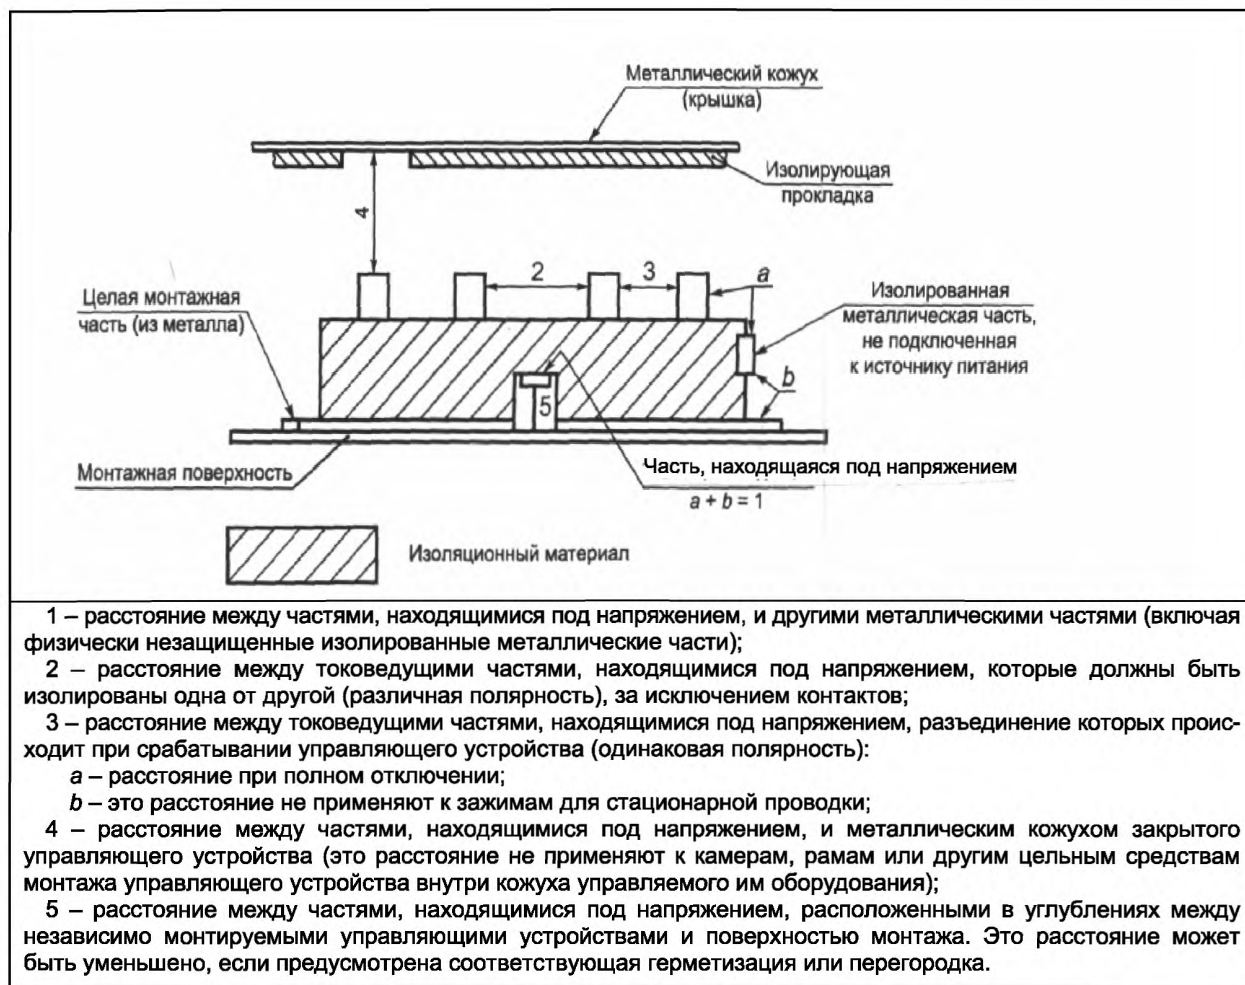 Металлический кожух
(крышка)
Изолирующая
прокладка
4
2
3
a
Целая монтажная
часть (из металла)
Изолированная
металлическая часть,
не подключенная
к источнику питания
b
5
Монтажная поверхность
Часть, находящаяся под напряжением
a + b = 1
Изоляционный материал
1 – расстояние между частями, находящимися под напряжением, и другими металлическими частями (включая
физически незащищенные изолированные металлические части);
2 – расстояние между токоведущими частями, находящимися под напряжением, которые должны быть
изолированы одна от другой (различная полярность), за исключением контактов;
3 – расстояние между токоведущими частями, находящимися под напряжением, разъединение которых проис-
ходит при срабатывании управляющего устройства (одинаковая полярность):
a – расстояние при полном отключении;
b – это расстояние не применяют к зажимам для стационарной проводки;
4 – расстояние между частями, находящимися под напряжением, и металлическим кожухом закрытого
управляющего устройства (это расстояние не применяют к камерам, рамам или другим цельным средствам
монтажа управляющего устройства внутри кожуха управляемого им оборудования);
5 – расстояние между частями, находящимися под напряжением, расположенными в углублениях между
независимо монтируемыми управляющими устройствами и поверхностью монтажа. Это расстояние может
быть уменьшено, если предусмотрена соответствующая герметизация или перегородка.